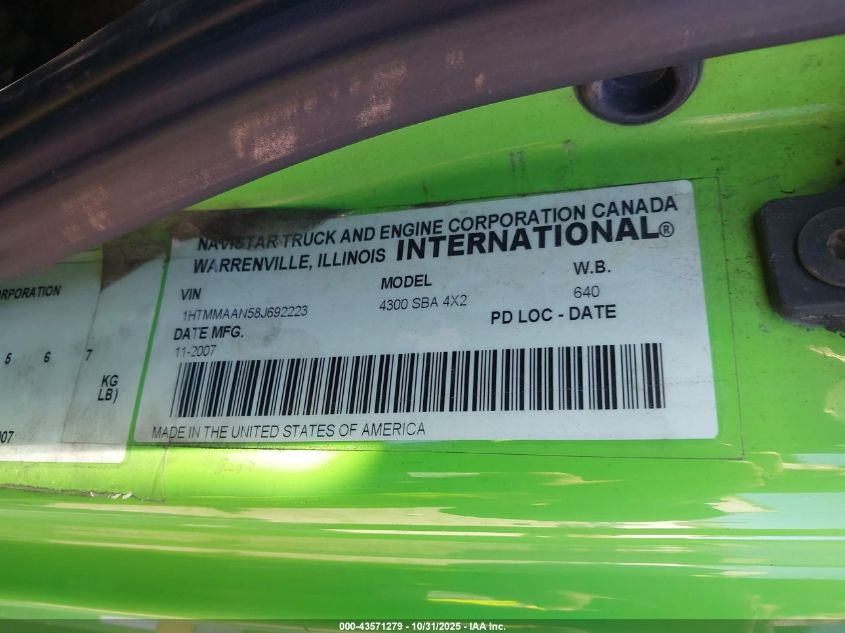 NAVISTAR TRUCK AND ENGINE CORPORATION CANADA
WARRENVILLE, ILLINOIS INTERNATIONAL®
VIN MODEL W.B.
1HTMMAAN58J692223 4300 SBA 4X2 640
DATE MFG. PD LOC - DATE
11-2007
MADE IN THE UNITED STATES OF AMERICA
5 6 7
KG
LB)
000-43571279 - 10/31/2025 - IAA Inc.